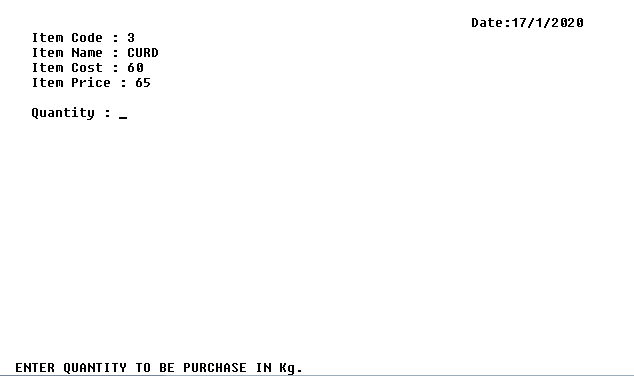 Date:17/1/2020
Item Code : 3
Item Name : CURD
Item Cost : 60
Item Price : 65
Quantity : _
ENTER QUANTITY TO BE PURCHASE IN Kg.